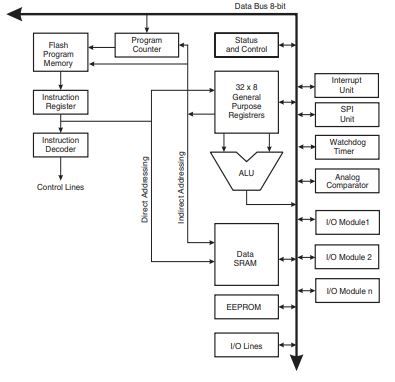 Data Bus 8-bit
Flash
Program
Memory
Program
Counter
Status
and Control
Instruction
Register
32 x 8
General
Purpose
Registrers
Interrupt
Unit
SPI
Unit
Instruction
Decoder
Watchdog
Timer
Control Lines
Direct Addressing
Indirect Addressing
ALU
Analog
Comparator
I/O Module1
Data
SRAM
I/O Module 2
I/O Module n
EEPROM
I/O Lines